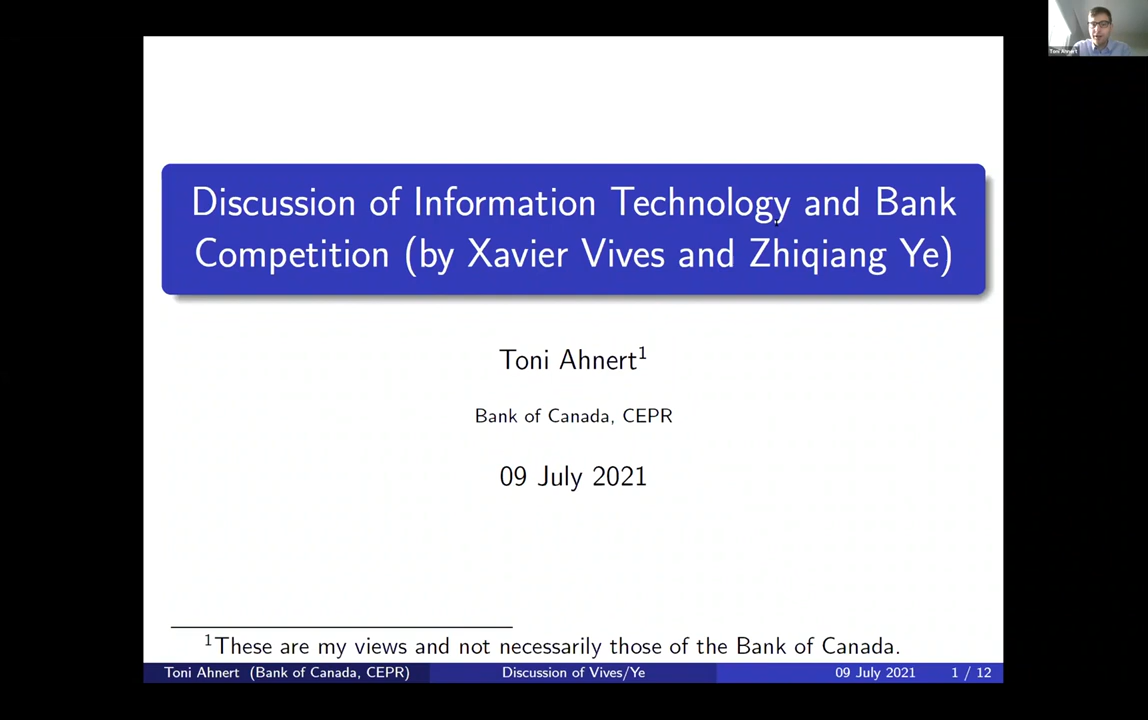 Toni Ahnert
Discussion of Information Technology and Bank
Competition (by Xavier Vives and Zhiqiang Ye)
Toni Ahnert¹
Bank of Canada, CEPR
09 July 2021
¹These are my views and not necessarily those of the Bank of Canada.
Toni Ahnert (Bank of Canada, CEPR) Discussion of Vives/Ye 09 July 2021 1 / 12